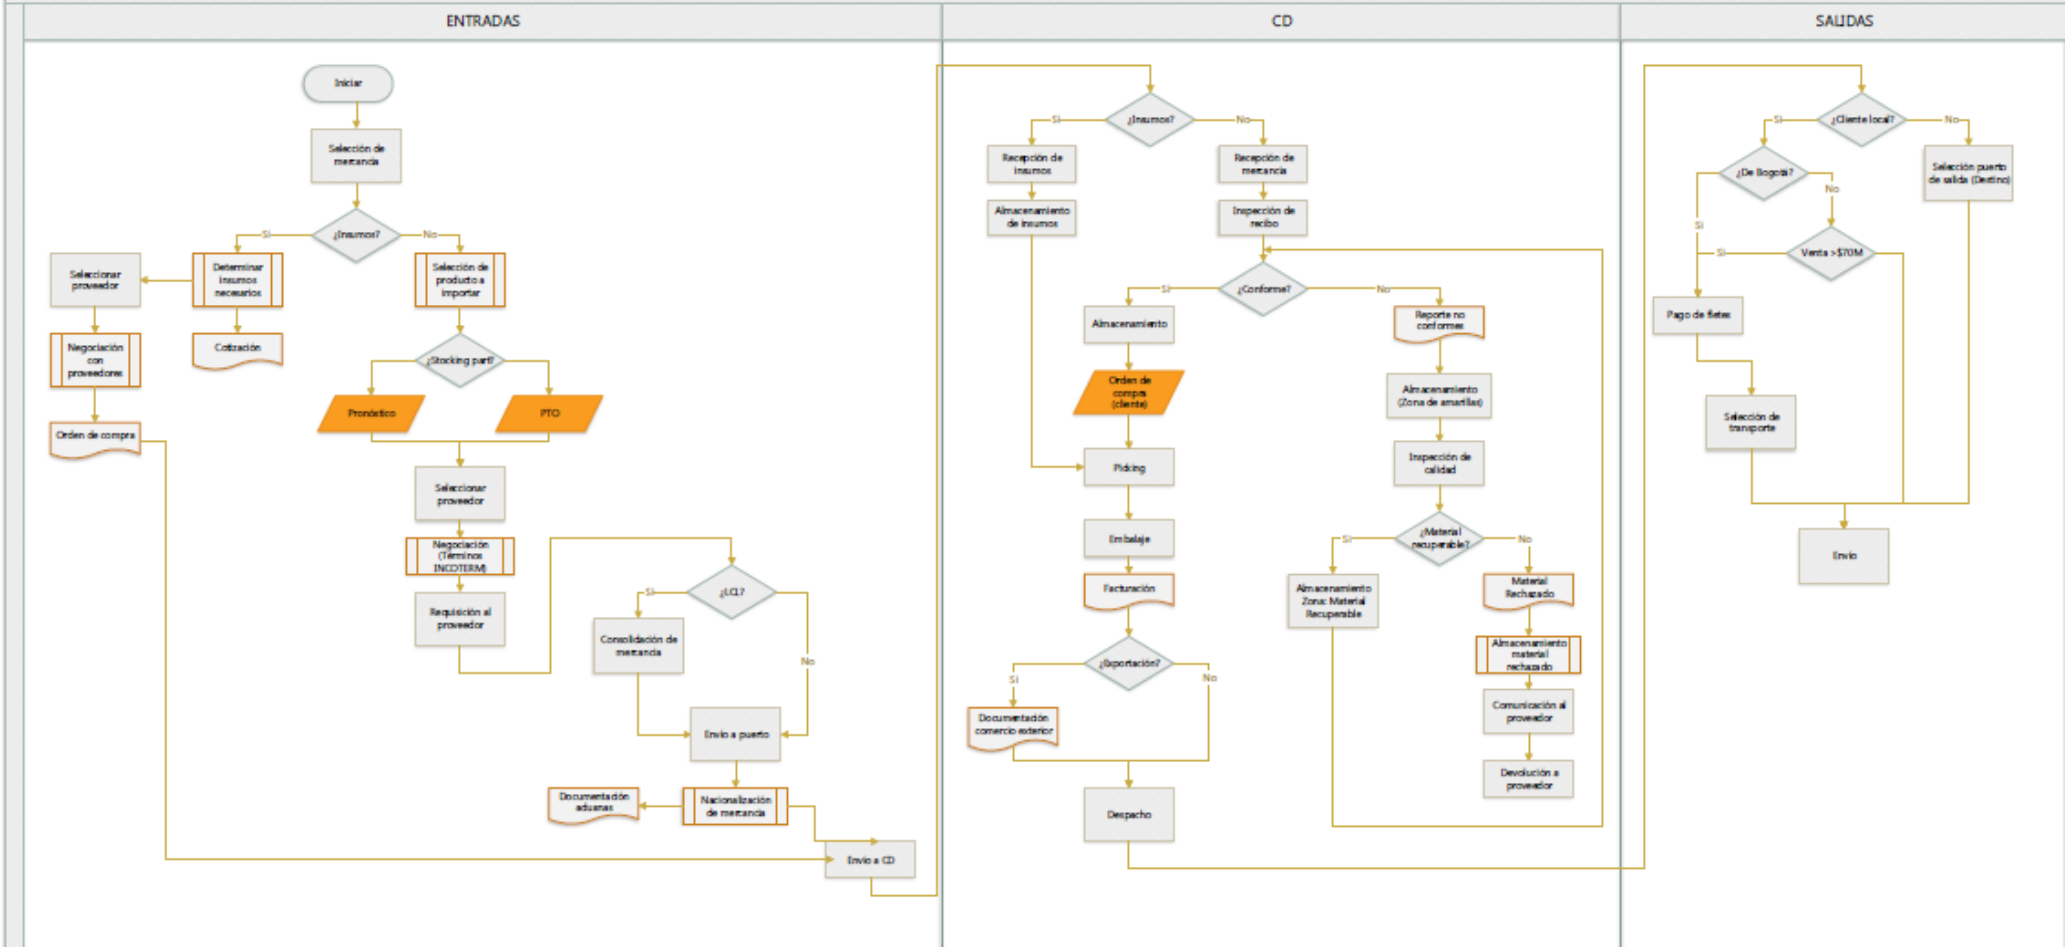 ENTRADAS
CD
SALIDAS
Iniciar
Selección de
mercancía
¿Insumos?
Si
No
Seleccionar
proveedor
Determinar
insumos
necesarios
Selección de
producto a
importar
Negociación
con
proveedores
Cotización
¿Stocking part?
Orden de compra
Pronóstico
PTO
Seleccionar
proveedor
Negociación
(Términos
INCOTERM)
Requisición al
proveedor
¿LCL?
Si
No
Consolidación de
mercancía
Envío a puerto
Documentación
aduanas
Nacionalización
de mercancía
Envío a CD
¿Insumos?
Si
No
Recepción de
insumos
Recepción de
mercancía
Almacenamiento
de insumos
Inspección de
recibo
¿Conforme?
Si
No
Almacenamiento
Reporte no
conformes
Orden de
compra
(cliente)
Almacenamiento
(Zona de amarillas)
Picking
Inspección de
calidad
Embalaje
¿Material
recuperable?
Si
No
Facturación
Almacenamiento
Zona: Material
Recuperable
Material
Rechazado
¿Exportación?
Si
No
Almacenamiento
material
rechazado
Documentación
comercio exterior
Comunicación al
proveedor
Devolución a
proveedor
Despacho
¿Cliente local?
Si
No
¿De Bogotá?
Selección puerto
de salida (Destino)
No
Si
Si
Venta >$70M
Pago de fletes
Selección de
transporte
Envío